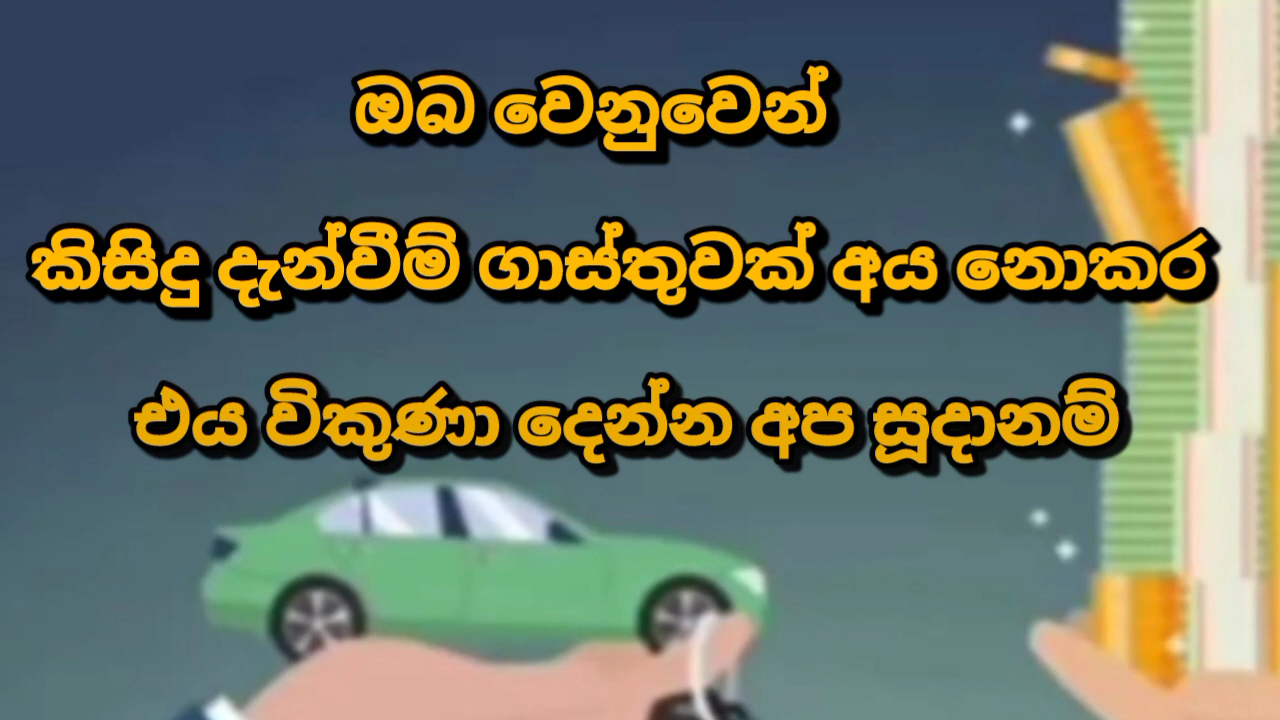 ඔබ වෙනුවෙන්
කිසිදු දැන්වීම් ගාස්තුවක් අය නොකර
එය විකුණා දෙන්න අප සූදානම්